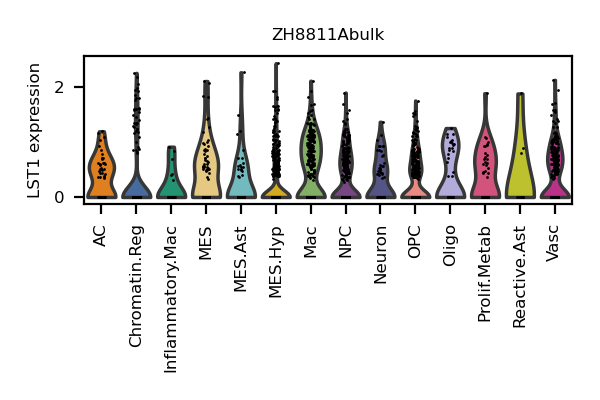 ZH8811Abulk
LST1 expression
2
0
AC
Chromatin.Reg
Inflammatory.Mac
MES
MES.Ast
MES.Hyp
Mac
NPC
Neuron
OPC
Oligo
Prolif.Metab
Reactive.Ast
Vasc